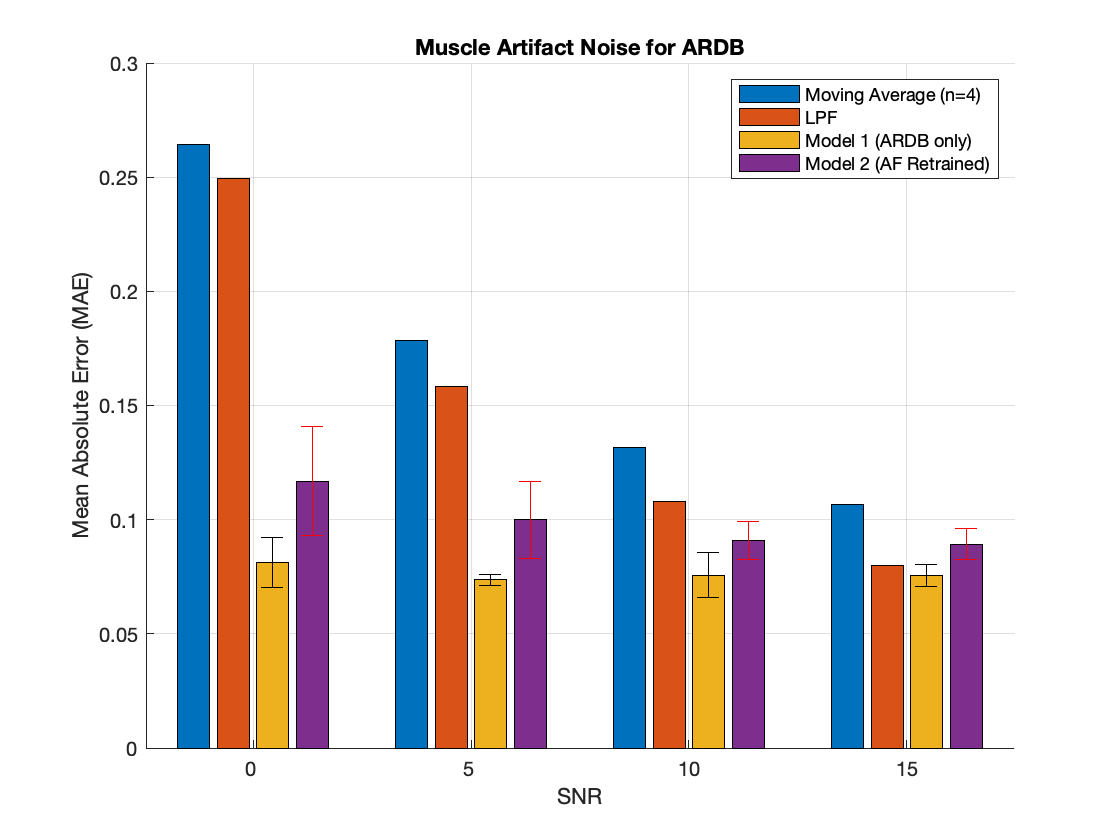 Muscle Artifact Noise for ARDB
0.3
0.25
0.2
0.15
0.1
0.05
0
Mean Absolute Error (MAE)
Moving Average (n=4)
LPF
Model 1 (ARDB only)
Model 2 (AF Retrained)
0 5 10 15
SNR